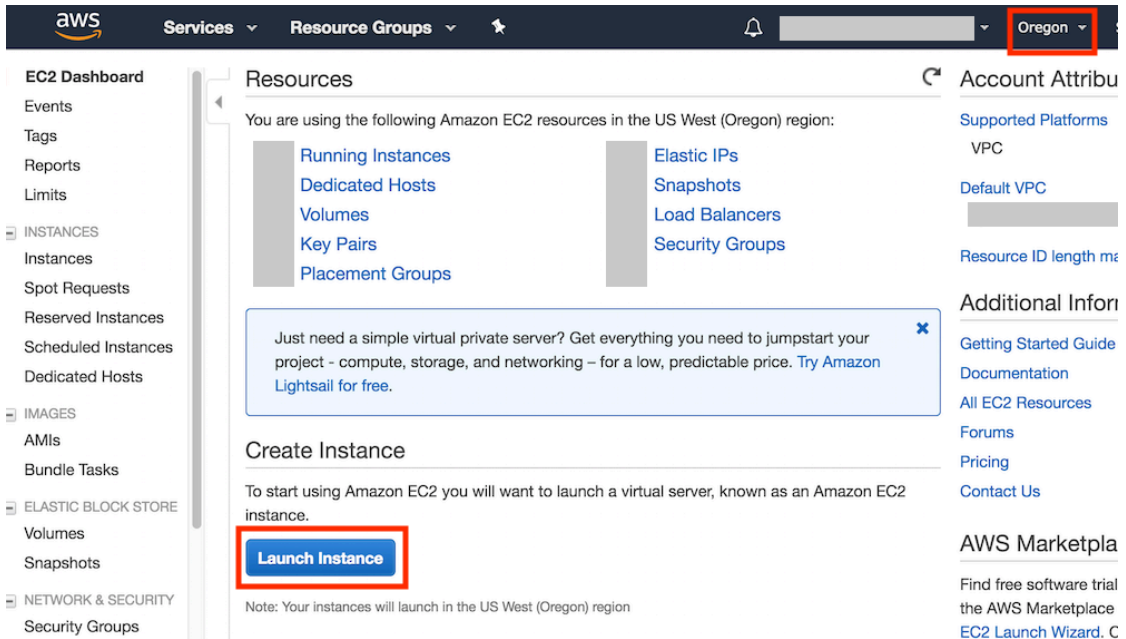 aws
Services
Resource Groups
Oregon
EC2 Dashboard
Events
Tags
Reports
Limits
INSTANCES
Instances
Spot Requests
Reserved Instances
Scheduled Instances
Dedicated Hosts
IMAGES
AMIs
Bundle Tasks
ELASTIC BLOCK STORE
Volumes
Snapshots
NETWORK & SECURITY
Security Groups
Resources
You are using the following Amazon EC2 resources in the US West (Oregon) region:
Running Instances
Dedicated Hosts
Volumes
Key Pairs
Placement Groups
Elastic IPs
Snapshots
Load Balancers
Security Groups
Just need a simple virtual private server? Get everything you need to jumpstart your
project - compute, storage, and networking – for a low, predictable price. Try Amazon
Lightsail for free.
Create Instance
To start using Amazon EC2 you will want to launch a virtual server, known as an Amazon EC2
instance.
Launch Instance
Note: Your instances will launch in the US West (Oregon) region
Account Attribu
Supported Platforms
VPC
Default VPC
Resource ID length ma
Additional Infor
Getting Started Guide
Documentation
All EC2 Resources
Forums
Pricing
Contact Us
AWS Marketpla
Find free software trial
the AWS Marketplace
EC2 Launch Wizard.